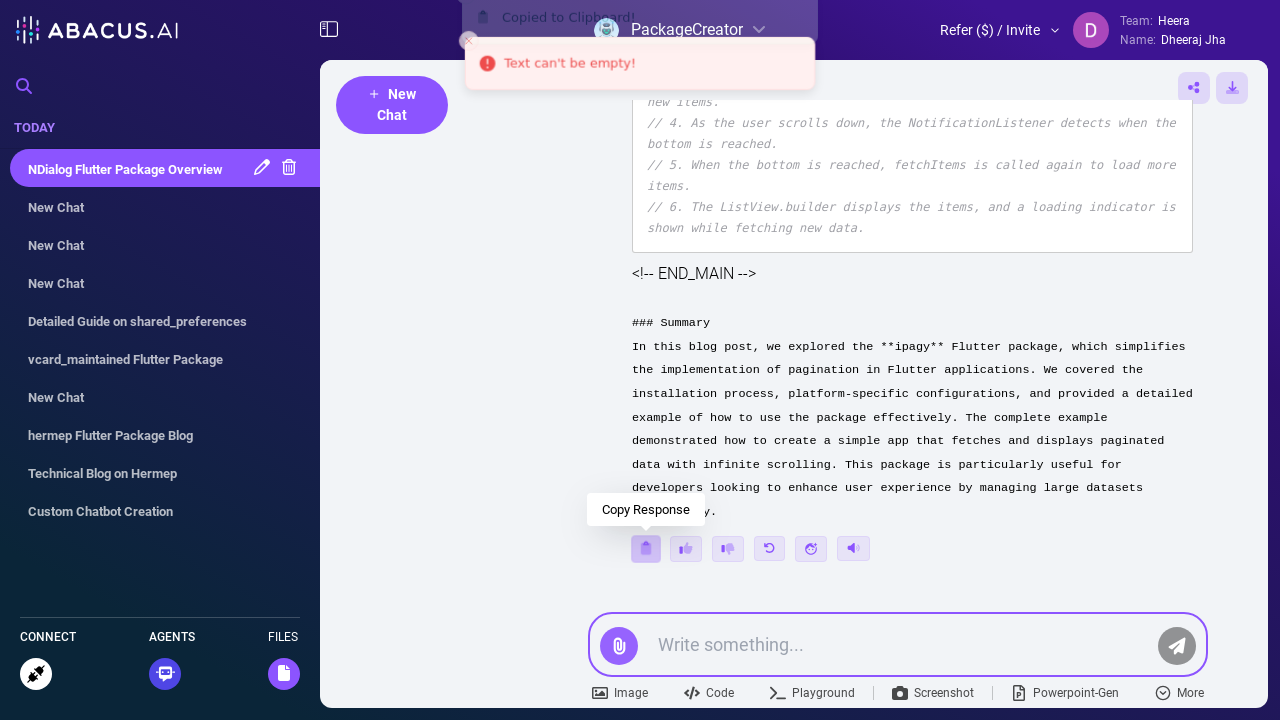 ABACUS.AI
Copied to Clipboard!
PackageCreator
Text can't be empty!
Refer ($) / Invite
D
Team: Heera
Name: Dheeraj Jha
TODAY
NDialog Flutter Package Overview
New Chat
New Chat
New Chat
Detailed Guide on shared_preferences
vcard_maintained Flutter Package
New Chat
hermep Flutter Package Blog
Technical Blog on Hermep
Custom Chatbot Creation
CONNECT
AGENTS
FILES
+ New
Chat
new items.
// 4. As the user scrolls down, the NotificationListener detects when the
bottom is reached.
// 5. When the bottom is reached, fetchItems is called again to load more
items.
// 6. The ListView.builder displays the items, and a loading indicator is
shown while fetching new data.
<!-- END_MAIN -->
### Summary
In this blog post, we explored the **ipagy** Flutter package, which simplifies
the implementation of pagination in Flutter applications. We covered the
installation process, platform-specific configurations, and provided a detailed
example of how to use the package effectively. The complete example
demonstrated how to create a simple app that fetches and displays paginated
data with infinite scrolling. This package is particularly useful for
developers looking to enhance user experience by managing large datasets
y.
Copy Response
Write something...
Image
Code
Playground
Screenshot
Powerpoint-Gen
More